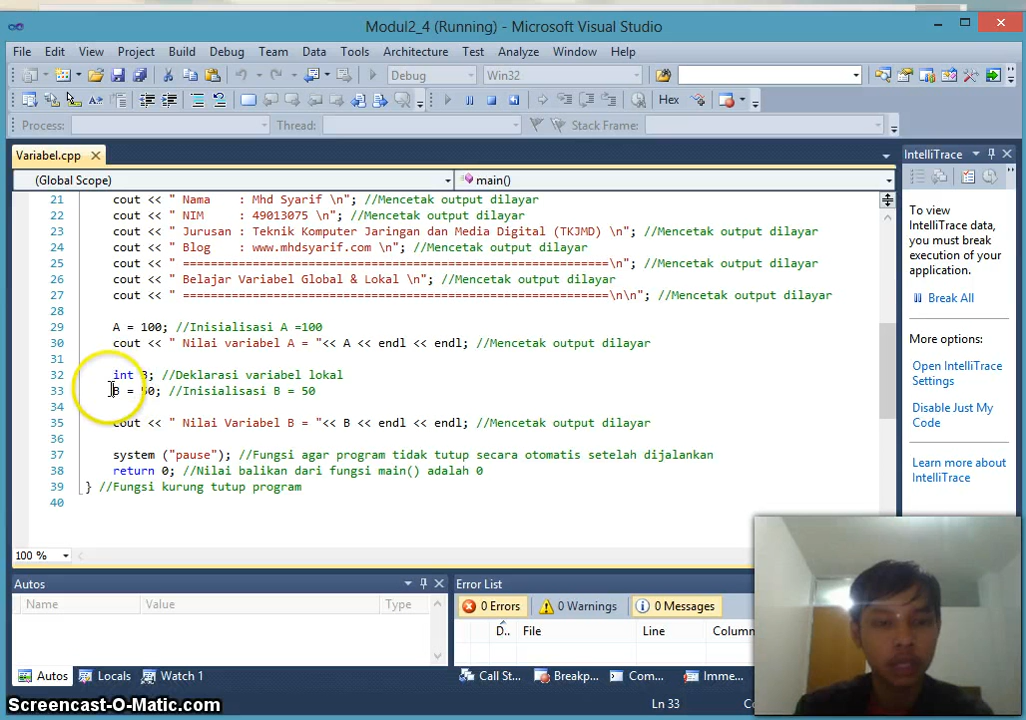 Modul2_4 (Running) - Microsoft Visual Studio
File Edit View Project Build Debug Team Data Tools Architecture Test Analyze Window Help
Debug Win32
Hex
Process: Thread: Stack Frame:
Variabel.cpp
IntelliTrace
(Global Scope) main()
21 cout << " Nama    : Mhd Syarif \n"; //Mencetak output dilayar
22 cout << " NIM     : 49013075 \n"; //Mencetak output dilayar
23 cout << " Jurusan : Teknik Komputer Jaringan dan Media Digital (TKJMD) \n"; //Mencetak output dilayar
24 cout << " Blog    : www.mhdsyarif.com \n"; //Mencetak output dilayar
25 cout << " =============================================================\n"; //Mencetak output dilayar
26 cout << " Belajar Variabel Global & Lokal \n"; //Mencetak output dilayar
27 cout << " =============================================================\n\n"; //Mencetak output dilayar
28
29 A = 100; //Inisialisasi A =100
30 cout << " Nilai variabel A = "<< A << endl << endl; //Mencetak output dilayar
31
32 int B; //Deklarasi variabel lokal
33 B = 50; //Inisialisasi B = 50
34
35 cout << " Nilai Variabel B = "<< B << endl << endl; //Mencetak output dilayar
36
37 system ("pause"); //Fungsi agar program tidak tutup secara otomatis setelah dijalankan
38 return 0; //Nilai balikan dari fungsi main() adalah 0
39 } //Fungsi kurung tutup program
40
100 %
To view
IntelliTrace data,
you must break
execution of your
application.
Break All
More options:
Open IntelliTrace
Settings
Disable Just My
Code
Learn more about
IntelliTrace
Autos
Name Value Type
Autos Locals Watch 1
Error List
0 Errors 0 Warnings 0 Messages
D.. File Line Column
Call St... Breakp... Com... Imme...
Ln 33
Screencast-O-Matic.com